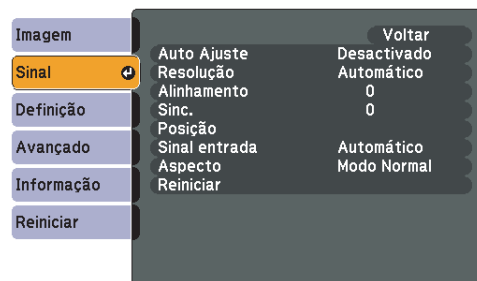 Imagem
Sinal
Definição
Avançado
Informação
Reiniciar
Voltar
Auto Ajuste Desactivado
Resolução Automático
Alinhamento 0
Sinc. 0
Posição
Sinal entrada Automático
Aspecto Modo Normal
Reiniciar